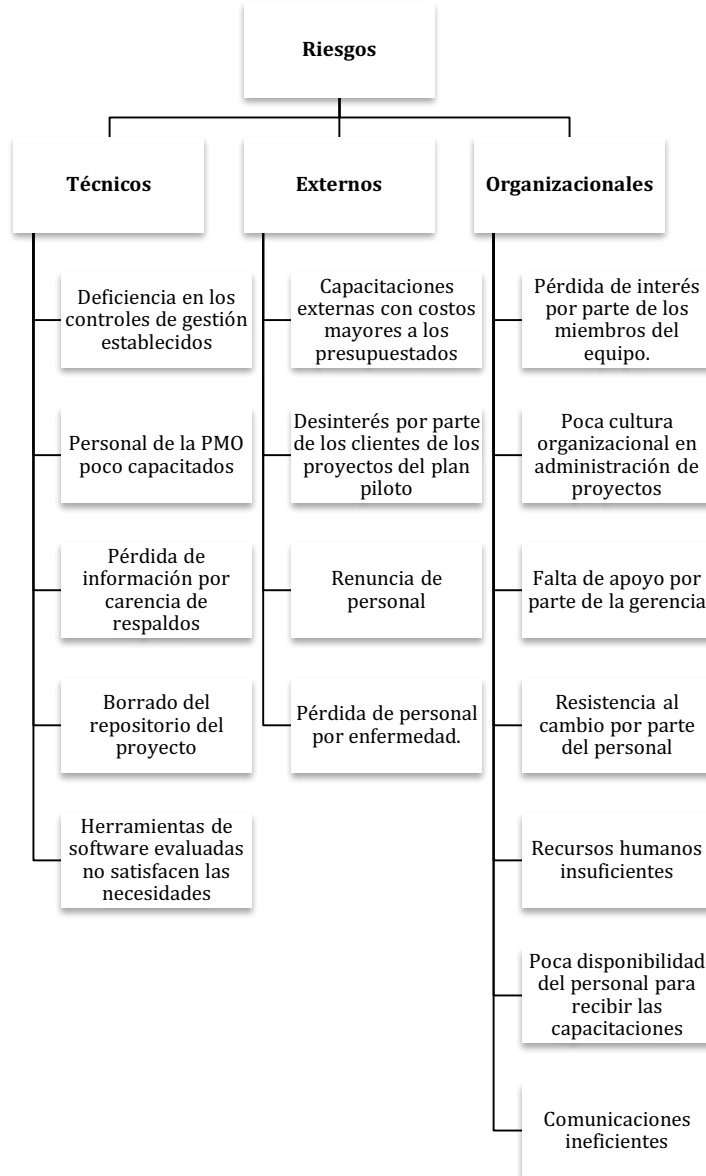 Riesgos
Técnicos
Externos
Organizacionales
Deficiencia en los
controles de gestión
establecidos
Personal de la PMO
poco capacitados
Pérdida de
información por
carencia de
respaldos
Borrado del
repositorio del
proyecto
Herramientas de
software evaluadas
no satisfacen las
necesidades
Capacitaciones
externas con costos
mayores a los
presupuestados
Desinterés por parte
de los clientes de los
proyectos del plan
piloto
Renuncia de
personal
Pérdida de personal
por enfermedad.
Pérdida de interés
por parte de los
miembros del
equipo.
Poca cultura
organizacional en
administración de
proyectos
Falta de apoyo por
parte de la gerencia
Resistencia al
cambio por parte
del personal
Recursos humanos
insuficientes
Poca disponibilidad
del personal para
recibir las
capacitaciones
Comunicaciones
ineficientes